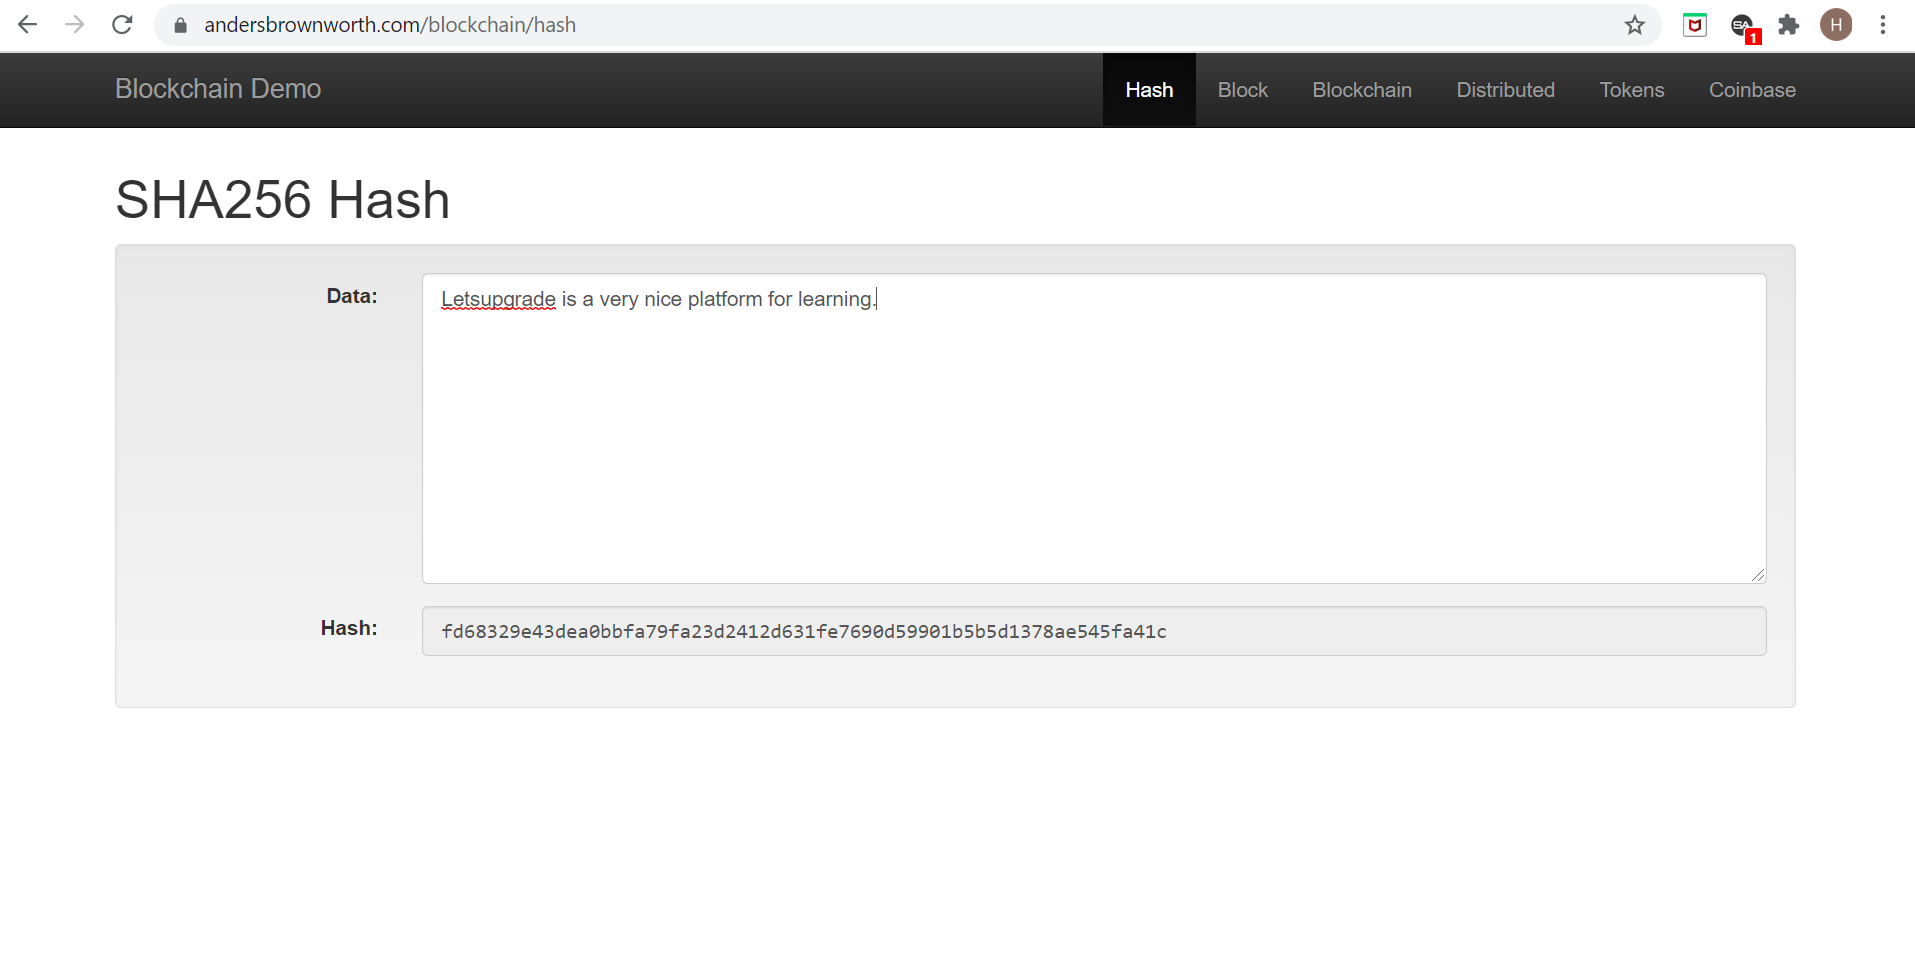 andersbrownworth.com/blockchain/hash
SA
1
H
Blockchain Demo
Hash
Block
Blockchain
Distributed
Tokens
Coinbase
SHA256 Hash
Data:
Letsupgrade is a very nice platform for learning.
Hash:
fd68329e43dea0bbfa79fa23d2412d631fe7690d59901b5b5d1378ae545fa41c